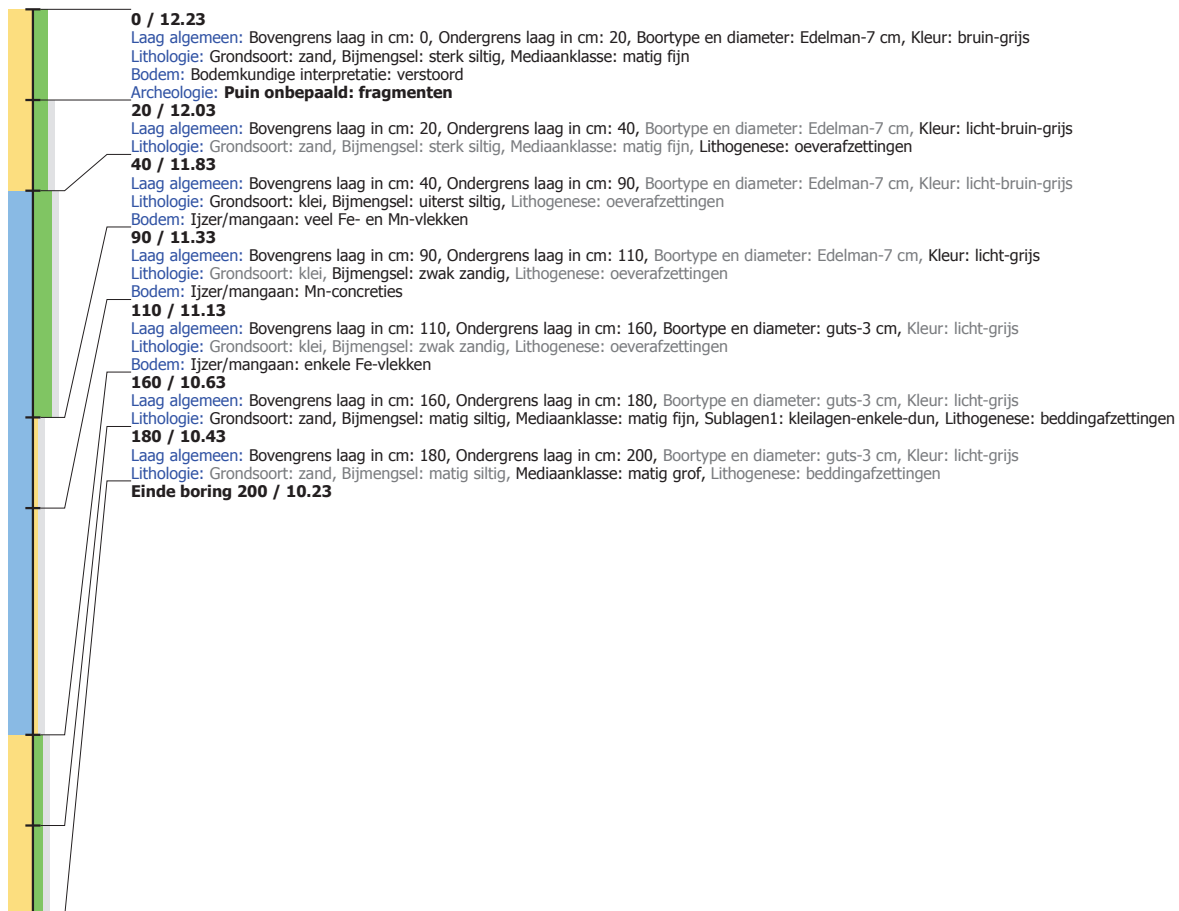 0 / 12.23
Laag algemeen: Bovengrens laag in cm: 0, Ondergrens laag in cm: 20, Boortype en diameter: Edelman-7 cm, Kleur: bruin-grijs
Lithologie: Grondsoort: zand, Bijmengsel: sterk siltig, Mediaanklasse: matig fijn
Bodem: Bodemkundige interpretatie: verstoord
Archeologie: Puin onbepaald: fragmenten
20 / 12.03
Laag algemeen: Bovengrens laag in cm: 20, Ondergrens laag in cm: 40, Boortype en diameter: Edelman-7 cm, Kleur: licht-bruin-grijs
Lithologie: Grondsoort: zand, Bijmengsel: sterk siltig, Mediaanklasse: matig fijn, Lithogenese: oeverafzettingen
40 / 11.83
Laag algemeen: Bovengrens laag in cm: 40, Ondergrens laag in cm: 90, Boortype en diameter: Edelman-7 cm, Kleur: licht-bruin-grijs
Lithologie: Grondsoort: klei, Bijmengsel: uiterst siltig, Lithogenese: oeverafzettingen
Bodem: Ijzer/mangaan: veel Fe- en Mn-vlekken
90 / 11.33
Laag algemeen: Bovengrens laag in cm: 90, Ondergrens laag in cm: 110, Boortype en diameter: Edelman-7 cm, Kleur: licht-grijs
Lithologie: Grondsoort: klei, Bijmengsel: zwak zandig, Lithogenese: oeverafzettingen
Bodem: Ijzer/mangaan: Mn-concreties
110 / 11.13
Laag algemeen: Bovengrens laag in cm: 110, Ondergrens laag in cm: 160, Boortype en diameter: guts-3 cm, Kleur: licht-grijs
Lithologie: Grondsoort: klei, Bijmengsel: zwak zandig, Lithogenese: oeverafzettingen
Bodem: Ijzer/mangaan: enkele Fe-vlekken
160 / 10.63
Laag algemeen: Bovengrens laag in cm: 160, Ondergrens laag in cm: 180, Boortype en diameter: guts-3 cm, Kleur: licht-grijs
Lithologie: Grondsoort: zand, Bijmengsel: matig siltig, Mediaanklasse: matig fijn, Sublagen1: kleilagen-enkele-dun, Lithogenese: beddingafzettingen
180 / 10.43
Laag algemeen: Bovengrens laag in cm: 180, Ondergrens laag in cm: 200, Boortype en diameter: guts-3 cm, Kleur: licht-grijs
Lithologie: Grondsoort: zand, Bijmengsel: matig siltig, Mediaanklasse: matig grof, Lithogenese: beddingafzettingen
Einde boring 200 / 10.23